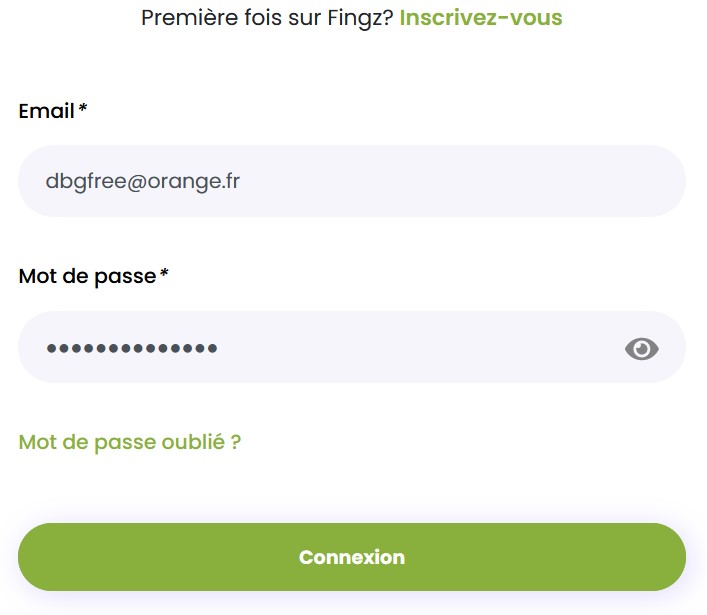 Première fois sur Fingz? Inscrivez-vous
Email*
dbgfree@orange.fr
Mot de passe*
••••••••••••••
Mot de passe oublié ?
Connexion